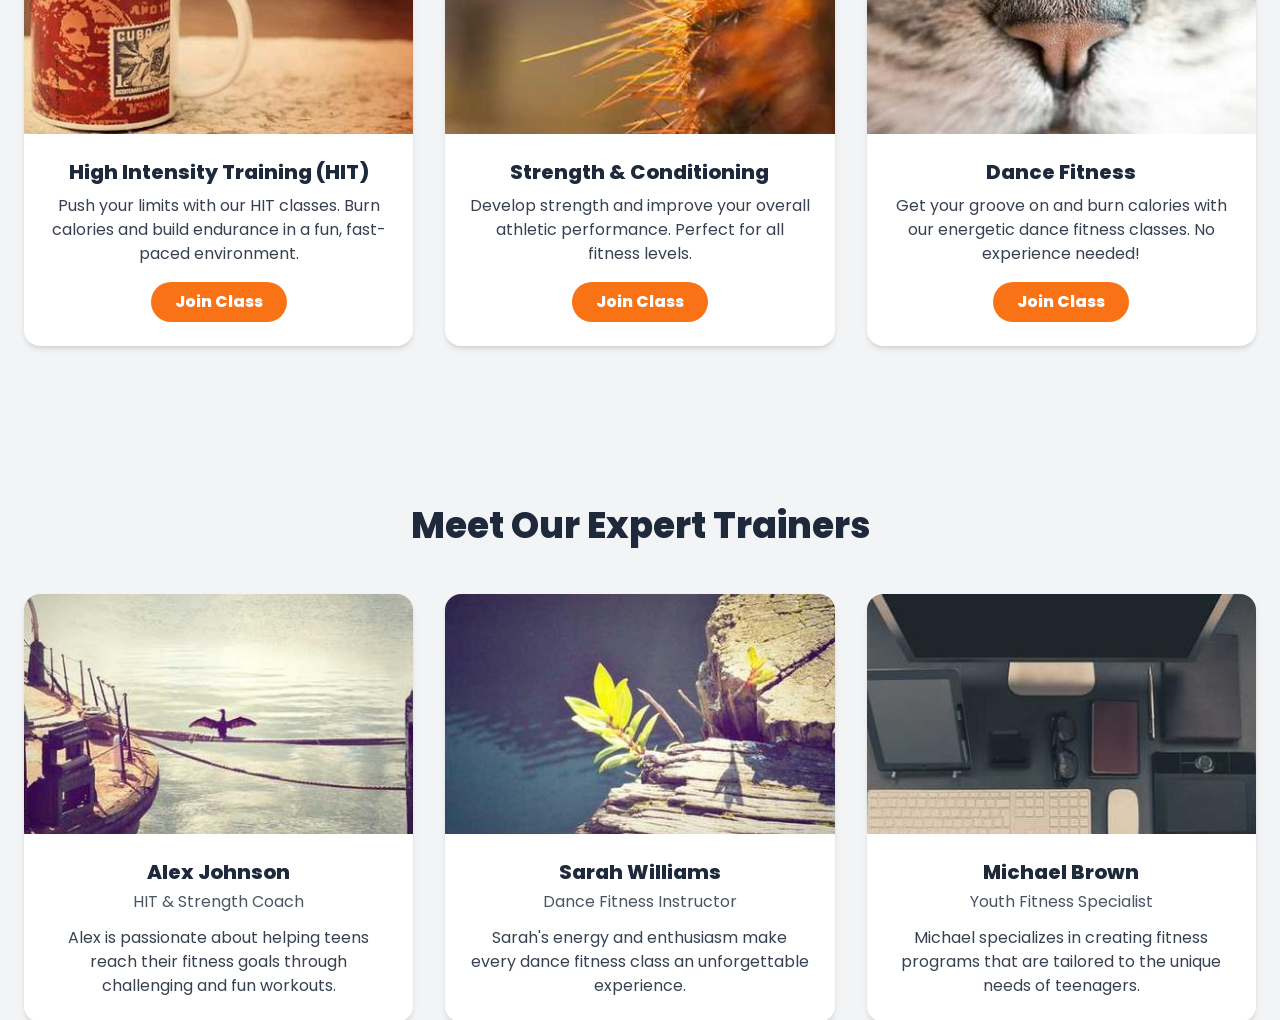 CUBA
1c
High Intensity Training (HIT)
Push your limits with our HIT classes. Burn
calories and build endurance in a fun, fast-
paced environment.
Join Class
Strength & Conditioning
Develop strength and improve your overall
athletic performance. Perfect for all
fitness levels.
Join Class
Dance Fitness
Get your groove on and burn calories with
our energetic dance fitness classes. No
experience needed!
Join Class
Meet Our Expert Trainers
Alex Johnson
HIT & Strength Coach
Alex is passionate about helping teens
reach their fitness goals through
challenging and fun workouts.
Sarah Williams
Dance Fitness Instructor
Sarah's energy and enthusiasm make
every dance fitness class an unforgettable
experience.
Michael Brown
Youth Fitness Specialist
Michael specializes in creating fitness
programs that are tailored to the unique
needs of teenagers.